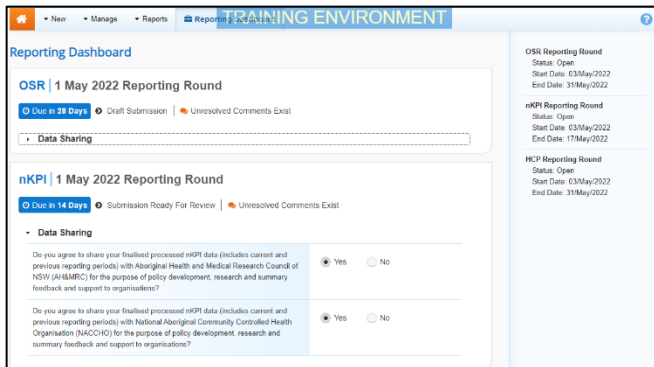 New
Manage
Reports
Reporting Dashboard
TRAINING ENVIRONMENT
Reporting Dashboard
OSR | 1 May 2022 Reporting Round
Due in 28 Days Draft Submission | Unresolved Comments Exist
Data Sharing
nKPI | 1 May 2022 Reporting Round
Due in 14 Days Submission Ready For Review | Unresolved Comments Exist
Data Sharing
Do you agree to share your finalised processed nKPI data (includes current and
previous reporting periods) with Aboriginal Health and Medical Research Council of
NSW (AH&MRC) for the purpose of policy development, research and summary
feedback and support to organisations?
Yes No
Do you agree to share your finalised processed nKPI data (includes current and
previous reporting periods) with National Aboriginal Community Controlled Health
Organisation (NACCHO) for the purpose of policy development, research and
summary feedback and support to organisations?
Yes No
OSR Reporting Round
Status: Open
Start Date: 03/May/2022
End Date: 31/May/2022
nKPI Reporting Round
Status: Open
Start Date: 03/May/2022
End Date: 17/May/2022
HCP Reporting Round
Status: Open
Start Date: 03/May/2022
End Date: 31/May/2022